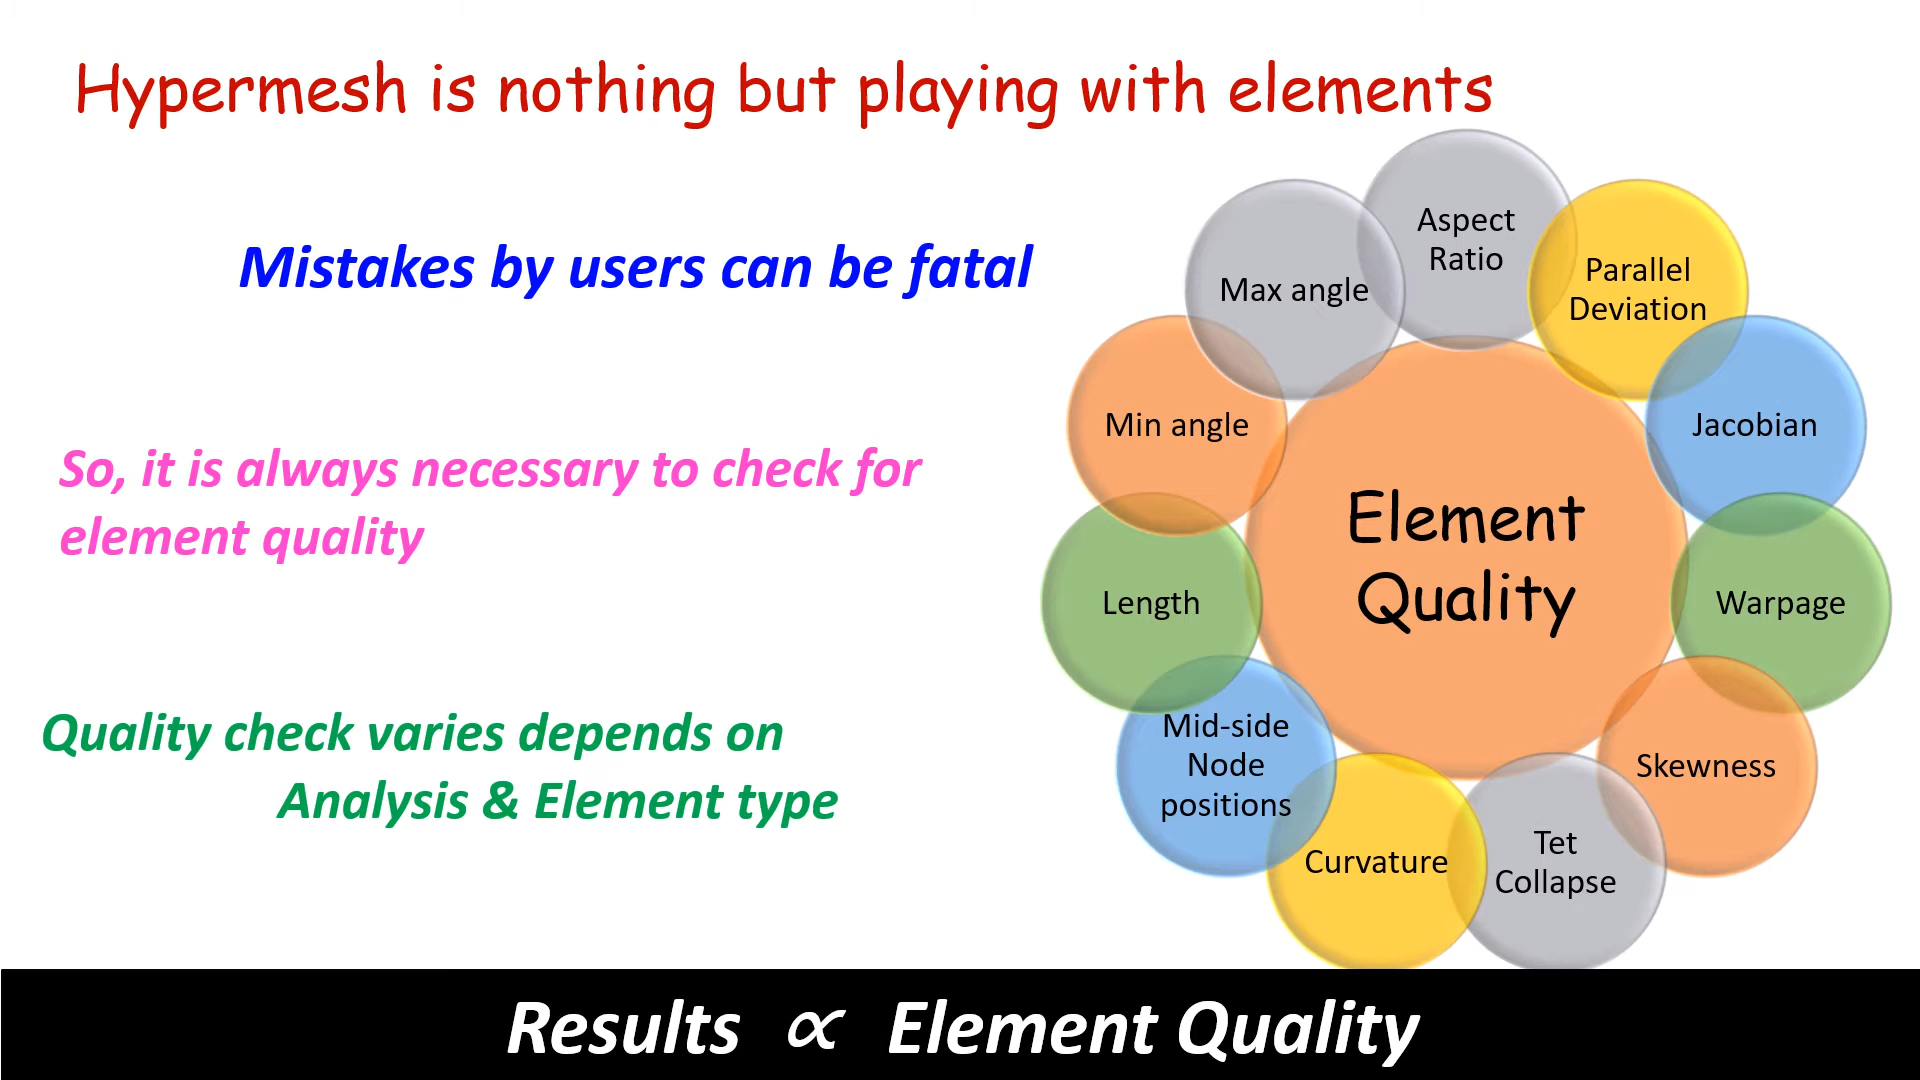 Hypermesh is nothing but playing with elements
Mistakes by users can be fatal
So, it is always necessary to check for
element quality
Quality check varies depends on
Analysis & Element type
Element
Quality
Aspect
Ratio
Parallel
Deviation
Jacobian
Warpage
Skewness
Tet
Collapse
Curvature
Mid-side
Node
positions
Length
Min angle
Max angle
Results ∝ Element Quality